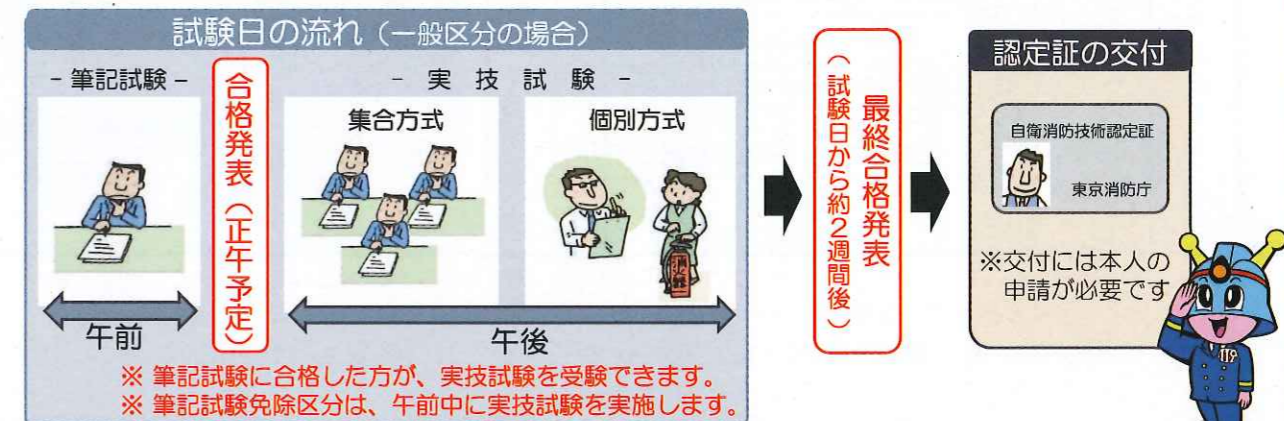 試験日の流れ（一般区分の場合）
- 筆記試験 -
合格発表（正午予定）
- 実技試験 -
集合方式
個別方式
消火器
午前
午後
※ 筆記試験に合格した方が、実技試験を受験できます。
※ 筆記試験免除区分は、午前中に実技試験を実施します。
最終合格発表
（試験日から約2週間後）
認定証の交付
自衛消防技術認定証
東京消防庁
※交付には本人の
申請が必要です
119